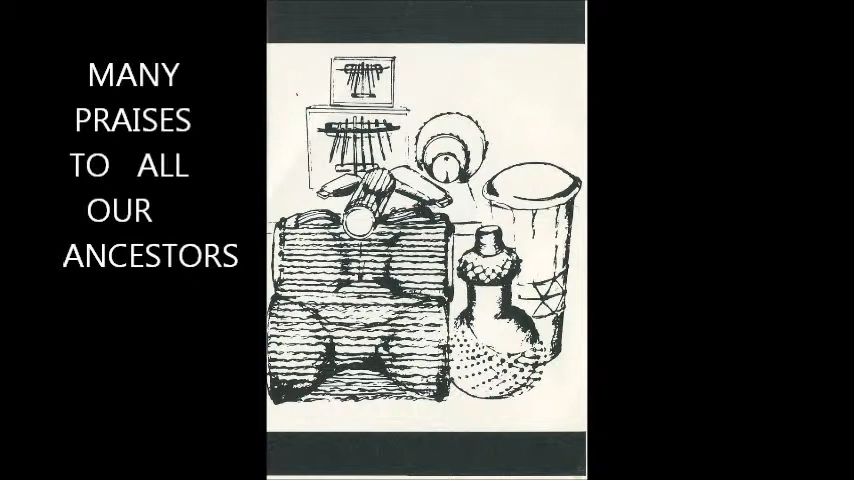 MANY
PRAISES
TO ALL
OUR
ANCESTORS